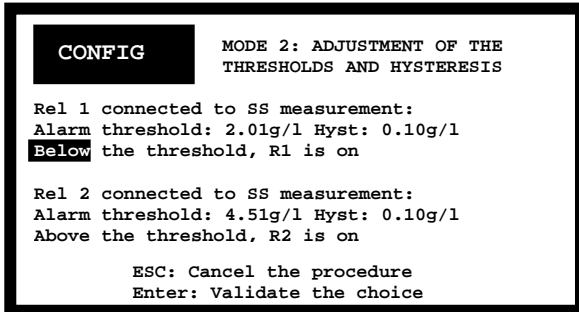 CONFIG
MODE 2: ADJUSTMENT OF THE
THRESHOLDS AND HYSTERESIS
Rel 1 connected to SS measurement:
Alarm threshold: 2.01g/l Hyst: 0.10g/l
Below the threshold, R1 is on
Rel 2 connected to SS measurement:
Alarm threshold: 4.51g/l Hyst: 0.10g/l
Above the threshold, R2 is on
ESC: Cancel the procedure
Enter: Validate the choice